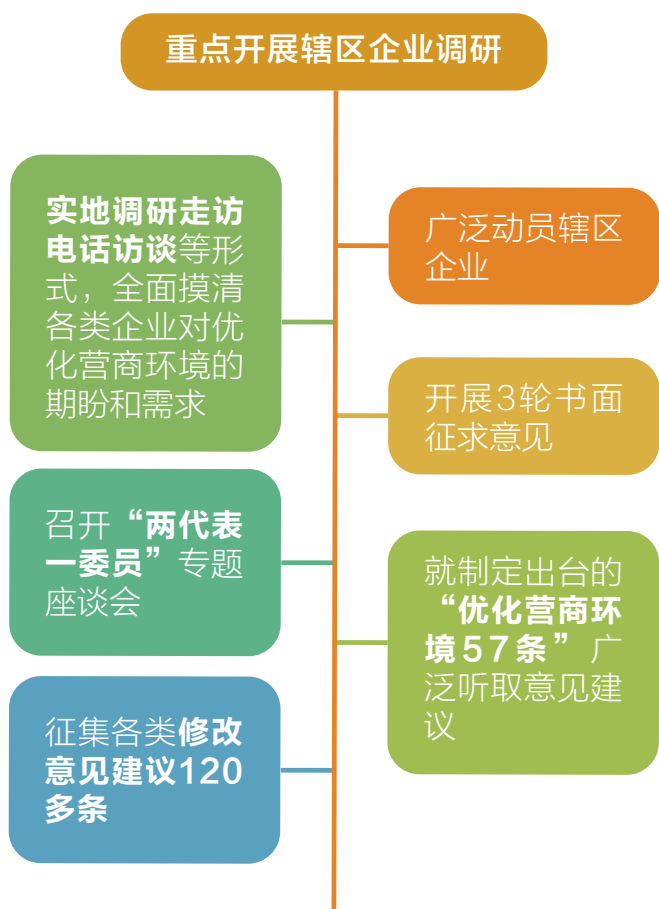 重点开展辖区企业调研
广泛动员辖区
企业
实地调研走访
电话访谈等形
式，全面摸清
各类企业对优
化营商环境的
期盼和需求
开展3轮书面
征求意见
召开“两代表
一委员”专题
座谈会
就制定出台的
“优化营商环
境57条”广
泛听取意见建
议
征集各类修改
意见建议120
多条